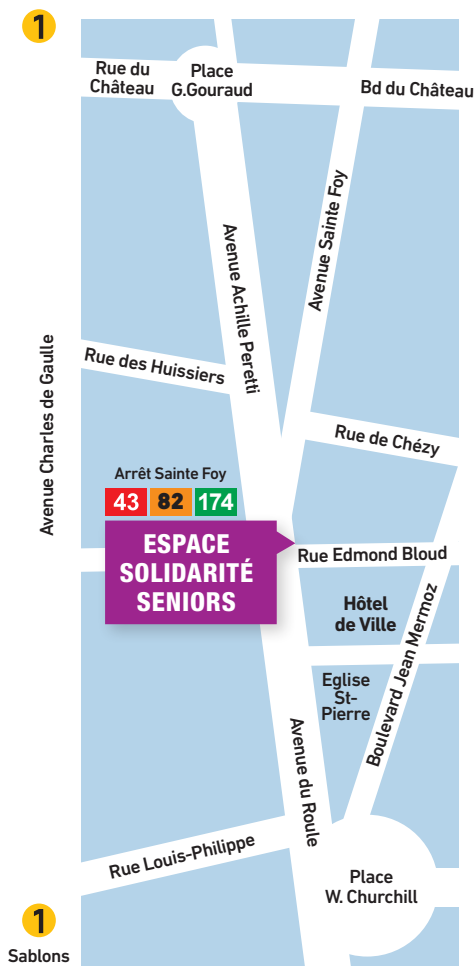 1
Rue du
Château
Place
G.Gouraud
Bd du Château
Avenue Sainte Foy
Avenue Achille Peretti
Avenue Charles de Gaulle
Rue des Huissiers
Rue de Chézy
Arrêt Sainte Foy
43 82 174
ESPACE
SOLIDARITÉ
SENIORS
Rue Edmond Bloud
Hôtel
de Ville
Boulevard Jean Mermoz
Eglise
St-
Pierre
Avenue du Roule
Rue Louis-Philippe
Place
W. Churchill
1
Sablons